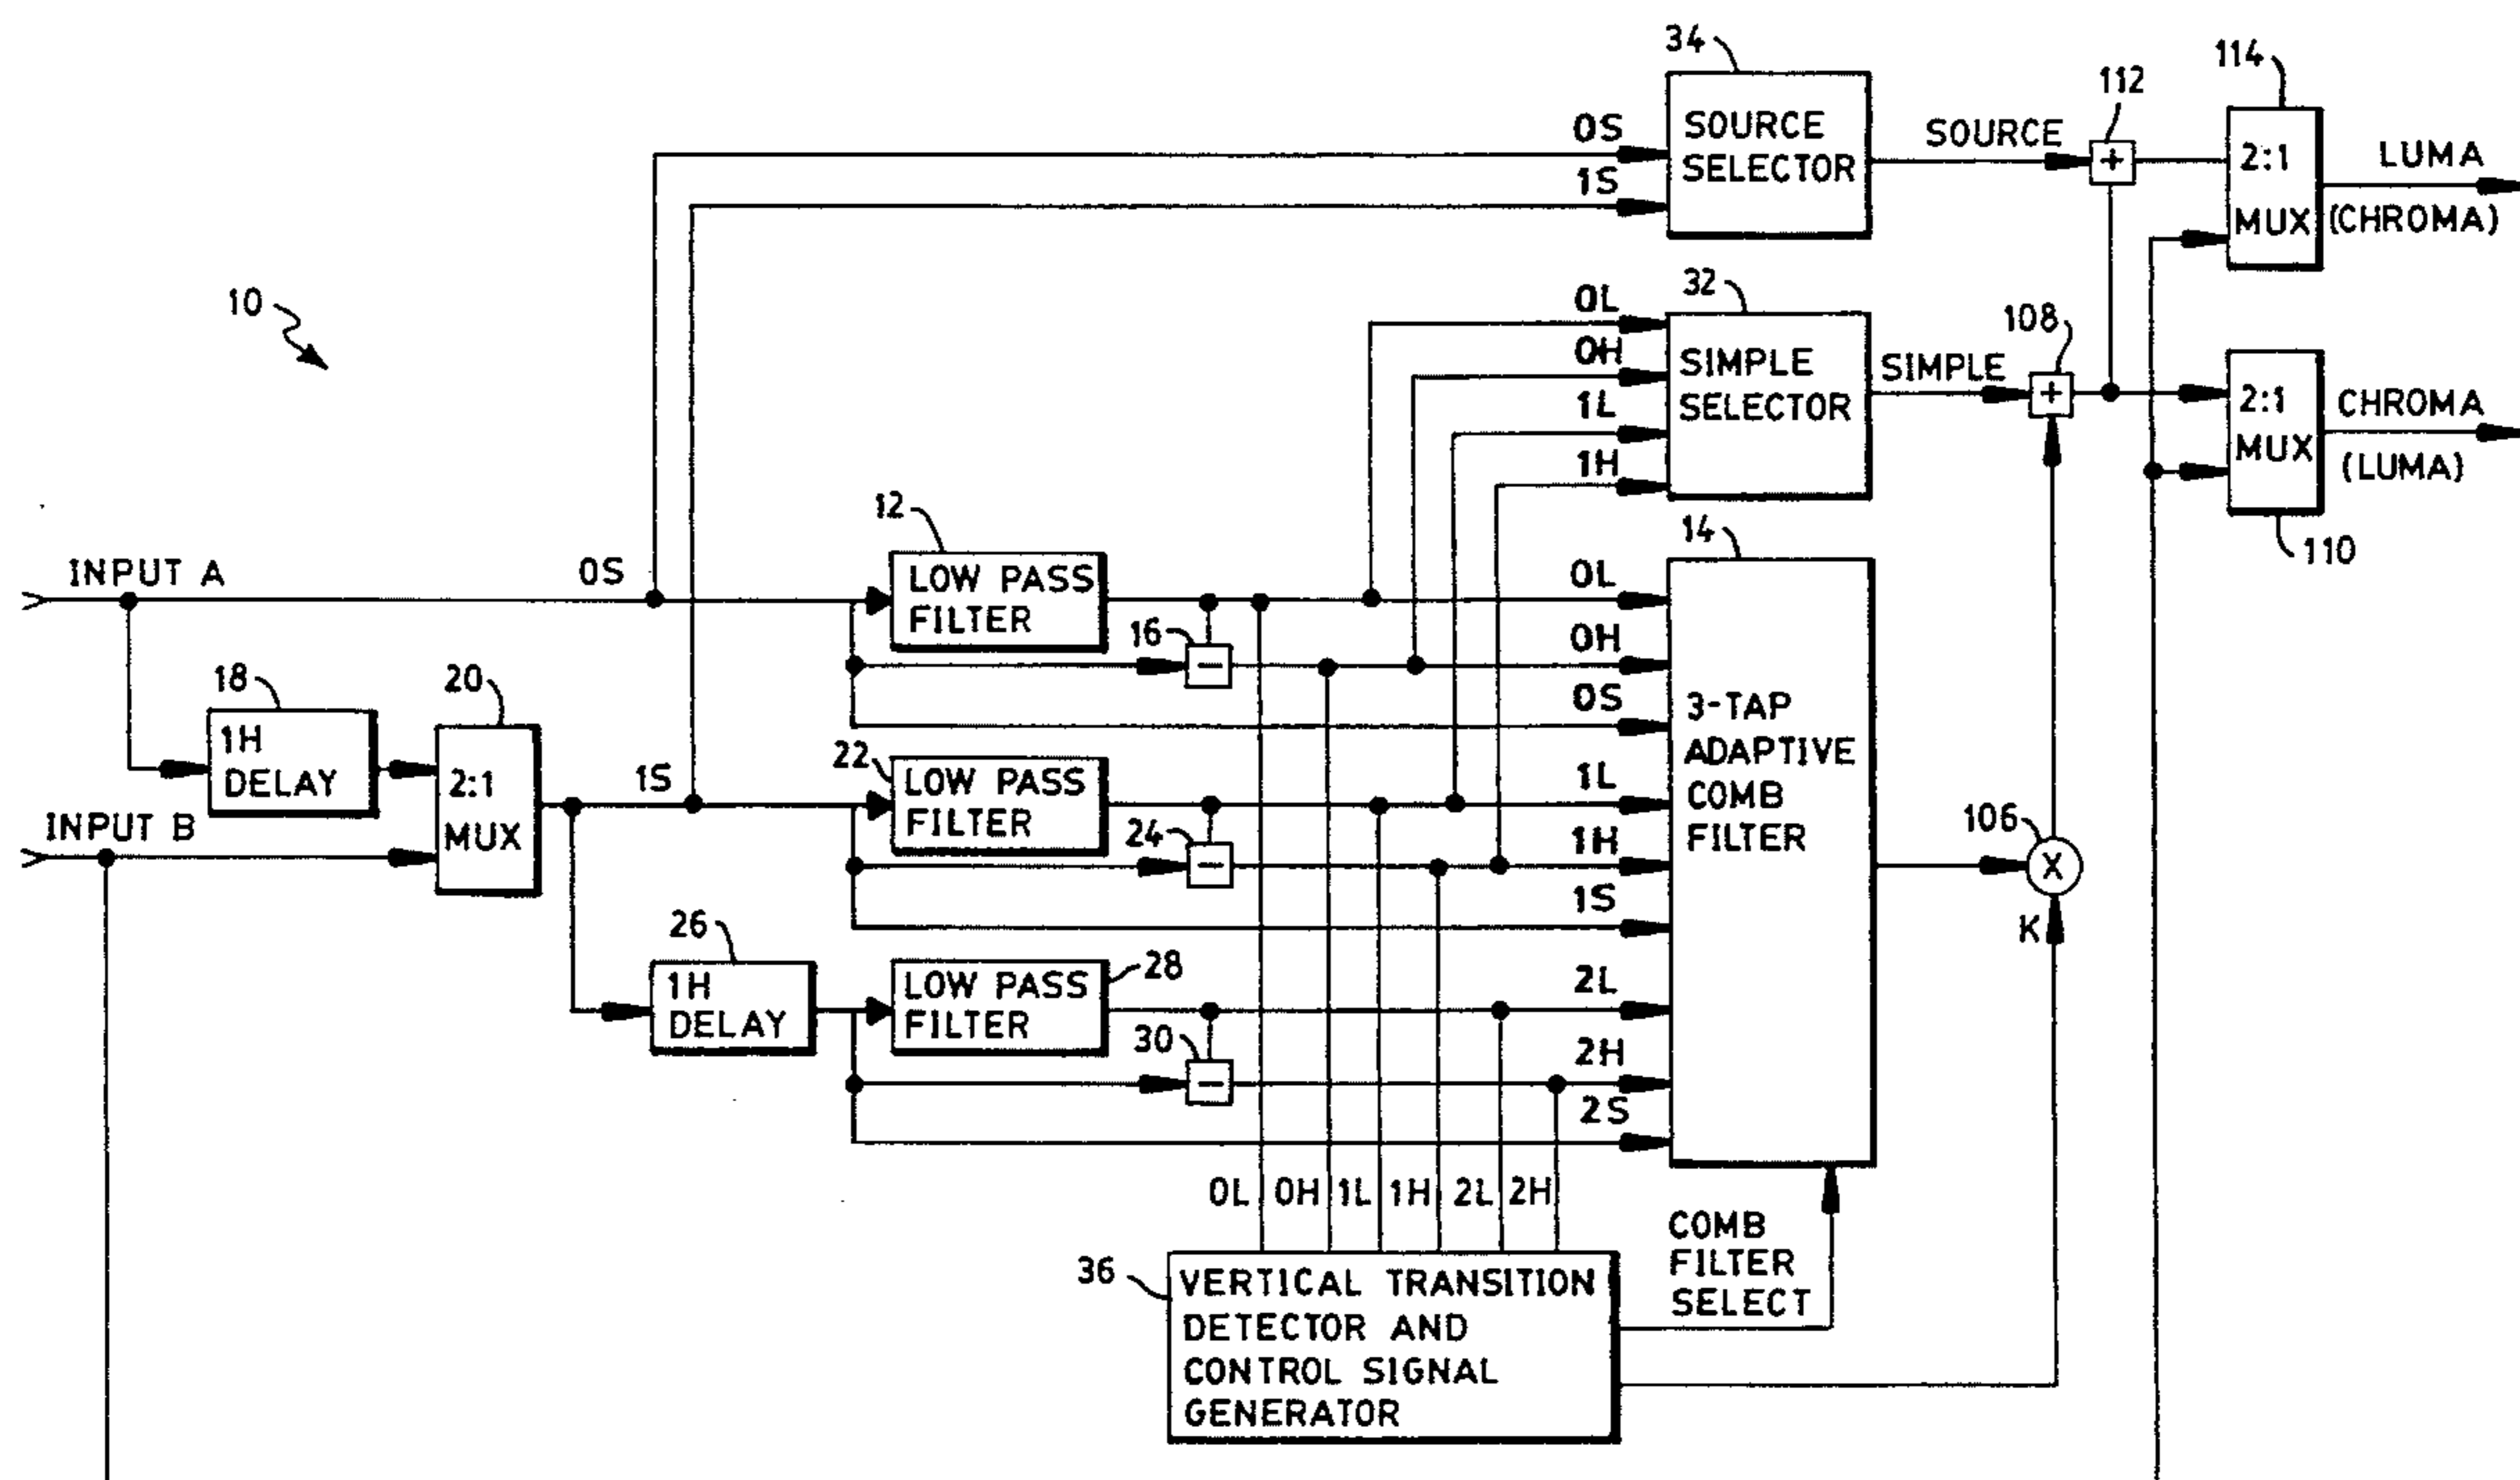 34
SOURCE
SELECTOR
0S
1S
SOURCE
112
+
114
2:1
MUX
LUMA
(CHROMA)
10
32
SIMPLE
SELECTOR
0L
0H
1L
1H
SIMPLE
108
+
2:1
MUX
CHROMA
(LUMA)
110
INPUT A
0S
12
LOW PASS
FILTER
16
−
14
0L
0H
0S
1L
1H
1S
2L
2H
2S
3-TAP
ADAPTIVE
COMB
FILTER
18
1H
DELAY
20
2:1
MUX
INPUT B
1S
22
LOW PASS
FILTER
24
−
106
X
K
26
1H
DELAY
28
LOW PASS
FILTER
30
−
0L 0H 1L 1H 2L 2H
36
VERTICAL TRANSITION
DETECTOR AND
CONTROL SIGNAL
GENERATOR
COMB
FILTER
SELECT